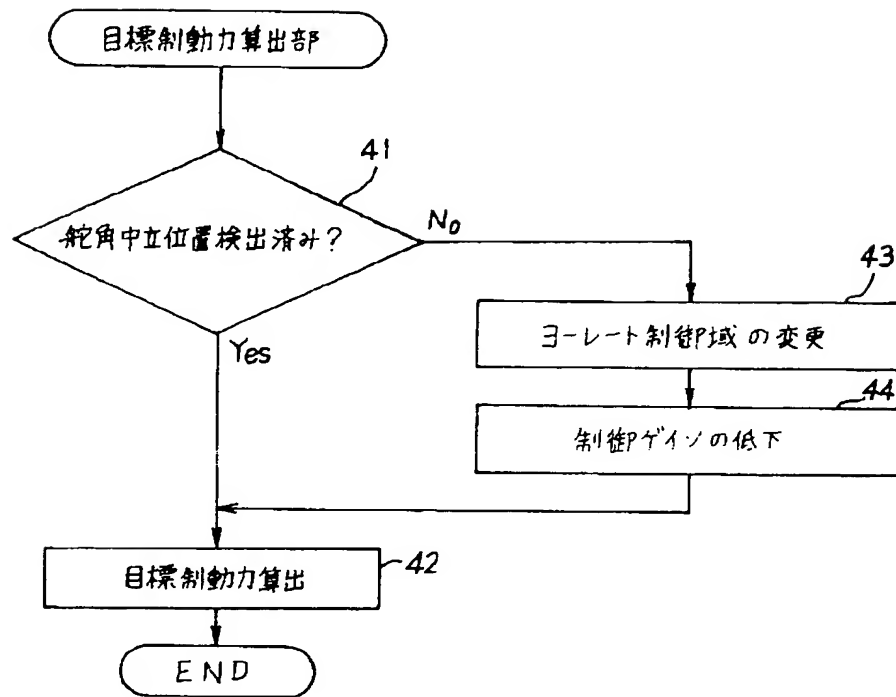 目標制動力算出部
41
舵角中立位置検出済み?
No
43
ヨーレート制御域の変更
Yes
44
制御ゲインの低下
目標制動力算出
42
END